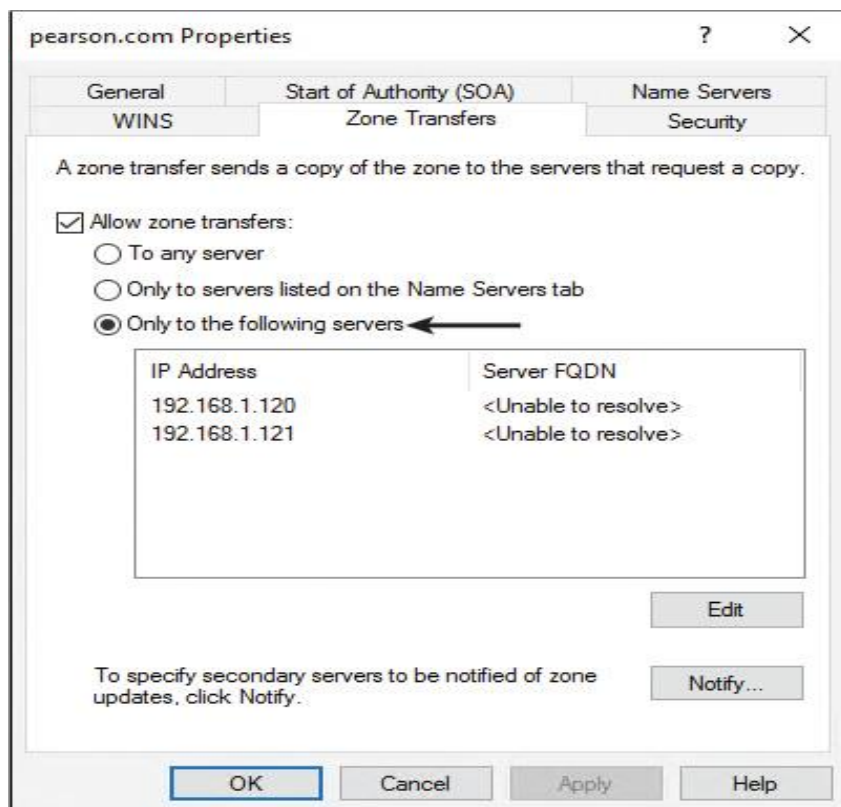 pearson.com Properties ? ×
General Start of Authority (SOA) Name Servers
WINS Zone Transfers Security
A zone transfer sends a copy of the zone to the servers that request a copy.
Allow zone transfers:
To any server
Only to servers listed on the Name Servers tab
Only to the following servers
IP Address Server FQDN
192.168.1.120 <Unable to resolve>
192.168.1.121 <Unable to resolve>
Edit
To specify secondary servers to be notified of zone
updates, click Notify.
Notify...
OK Cancel Apply Help